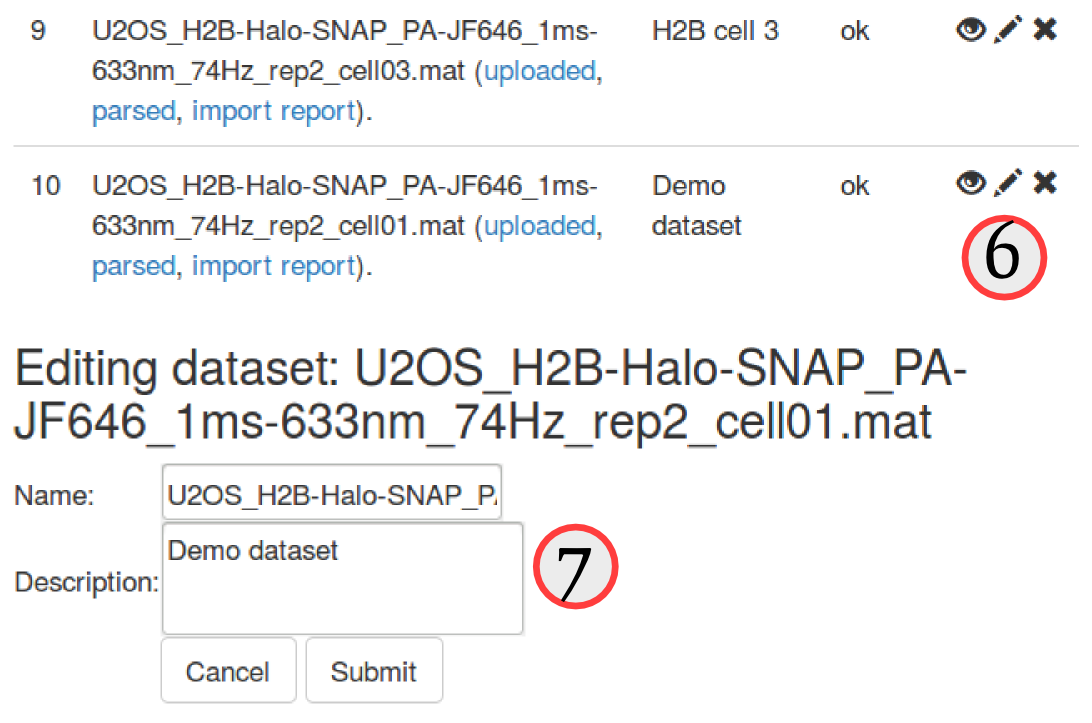 9 U2OS_H2B-Halo-SNAP_PA-JF646_1ms- H2B cell 3 ok
633nm_74Hz_rep2_cell03.mat (uploaded,
parsed, import report).
10 U2OS_H2B-Halo-SNAP_PA-JF646_1ms- Demo ok
633nm_74Hz_rep2_cell01.mat (uploaded, dataset
parsed, import report).
6
Editing dataset: U2OS_H2B-Halo-SNAP_PA-
JF646_1ms-633nm_74Hz_rep2_cell01.mat
Name: U2OS_H2B-Halo-SNAP_P
Demo dataset
7
Description:
Cancel Submit